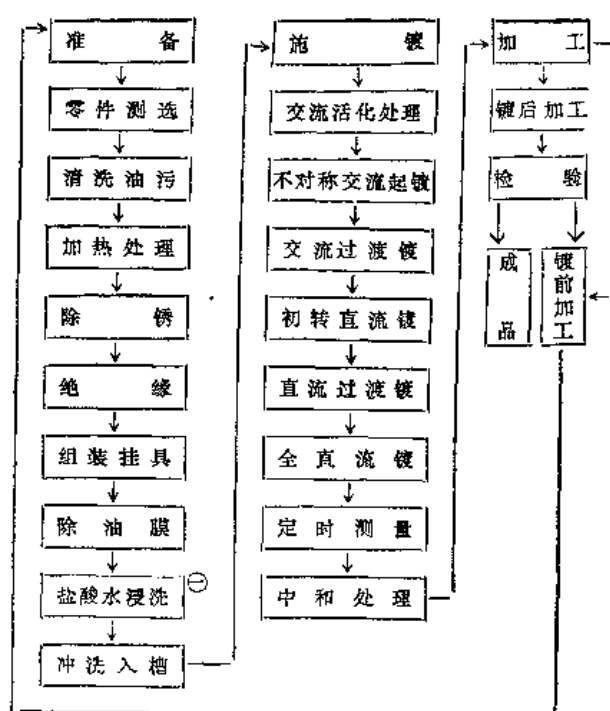 准备
零件测选
清洗油污
加热处理
除锈
绝缘
组装挂具
除油膜
盐酸水浸洗①
冲洗入槽
施镀
交流活化处理
不对称交流起镀
交流过渡镀
初转直流镀
直流过渡镀
全直流镀
定时测量
中和处理
加工
镀后加工
检验
成品
镀前加工